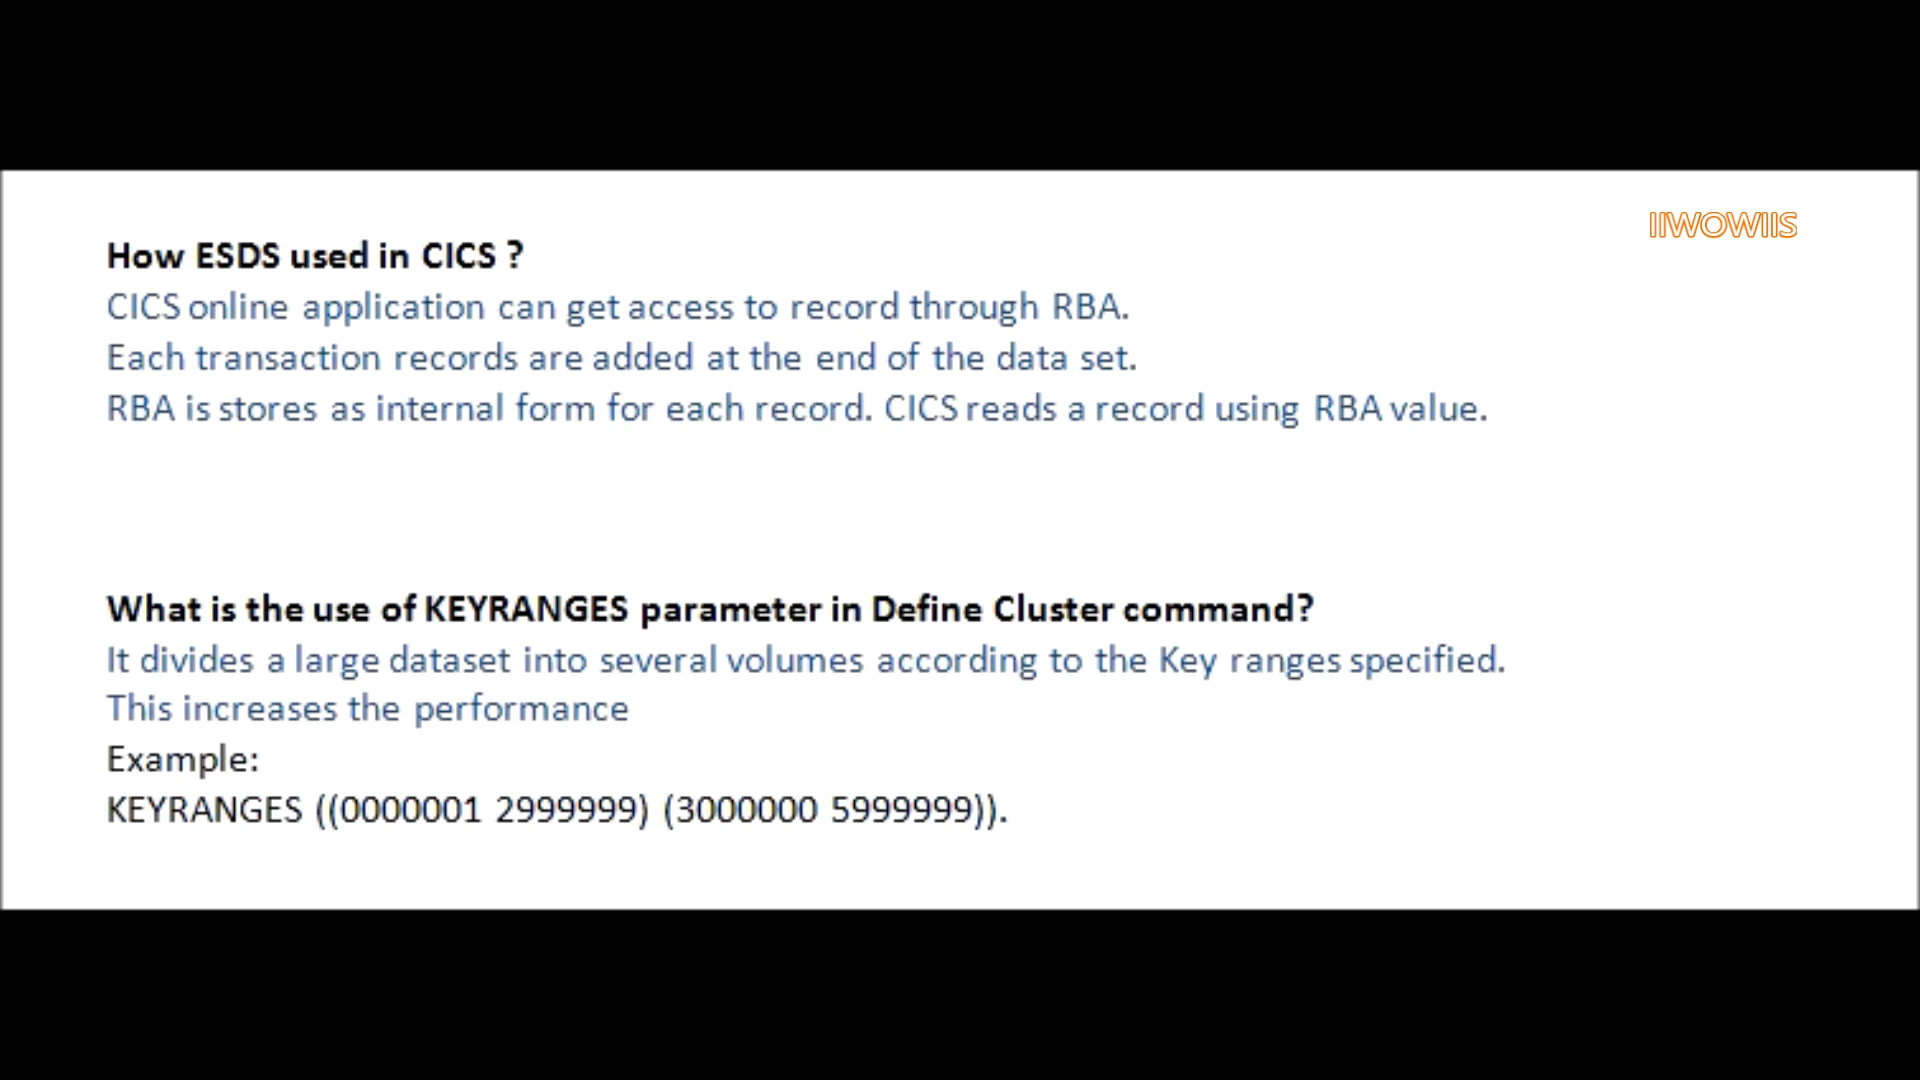 IIWOWIIS
How ESDS used in CICS ?
CICS online application can get access to record through RBA.
Each transaction records are added at the end of the data set.
RBA is stores as internal form for each record. CICS reads a record using RBA value.
What is the use of KEYRANGES parameter in Define Cluster command?
It divides a large dataset into several volumes according to the Key ranges specified.
This increases the performance
Example:
KEYRANGES ((0000001 2999999) (3000000 5999999)).